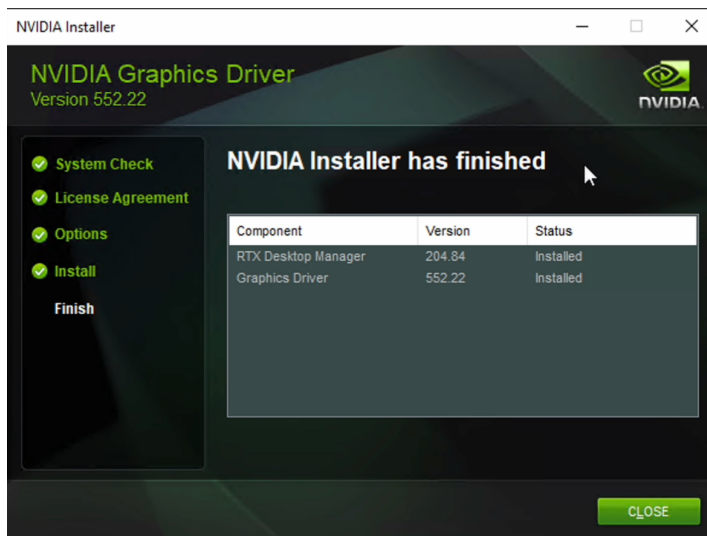 NVIDIA Installer
NVIDIA Graphics Driver
Version 552.22
NVIDIA
System Check
License Agreement
Options
Install
Finish
NVIDIA Installer has finished
Component Version Status
RTX Desktop Manager 204.84 Installed
Graphics Driver 552.22 Installed
CLOSE